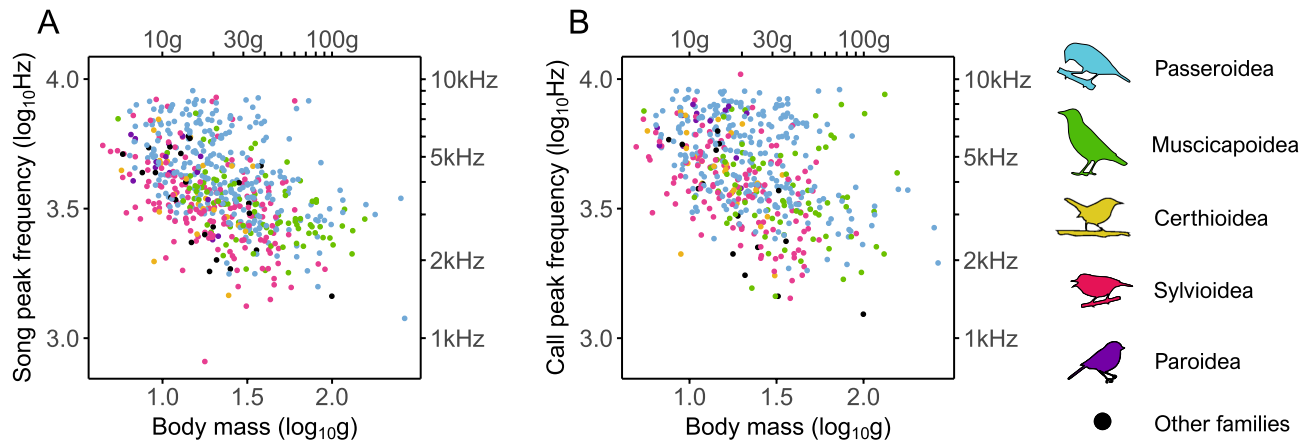 A
10g 30g 100g
Song peak frequency (log₁₀Hz)
4.0
3.5
3.0
10kHz
5kHz
2kHz
1kHz
1.0 1.5 2.0
Body mass (log₁₀g)
B
10g 30g 100g
Call peak frequency (log₁₀Hz)
4.0
3.5
3.0
10kHz
5kHz
2kHz
1kHz
1.0 1.5 2.0
Body mass (log₁₀g)
Passeroidea
Muscicapoidea
Certhioidea
Sylvioidea
Paroidea
Other families